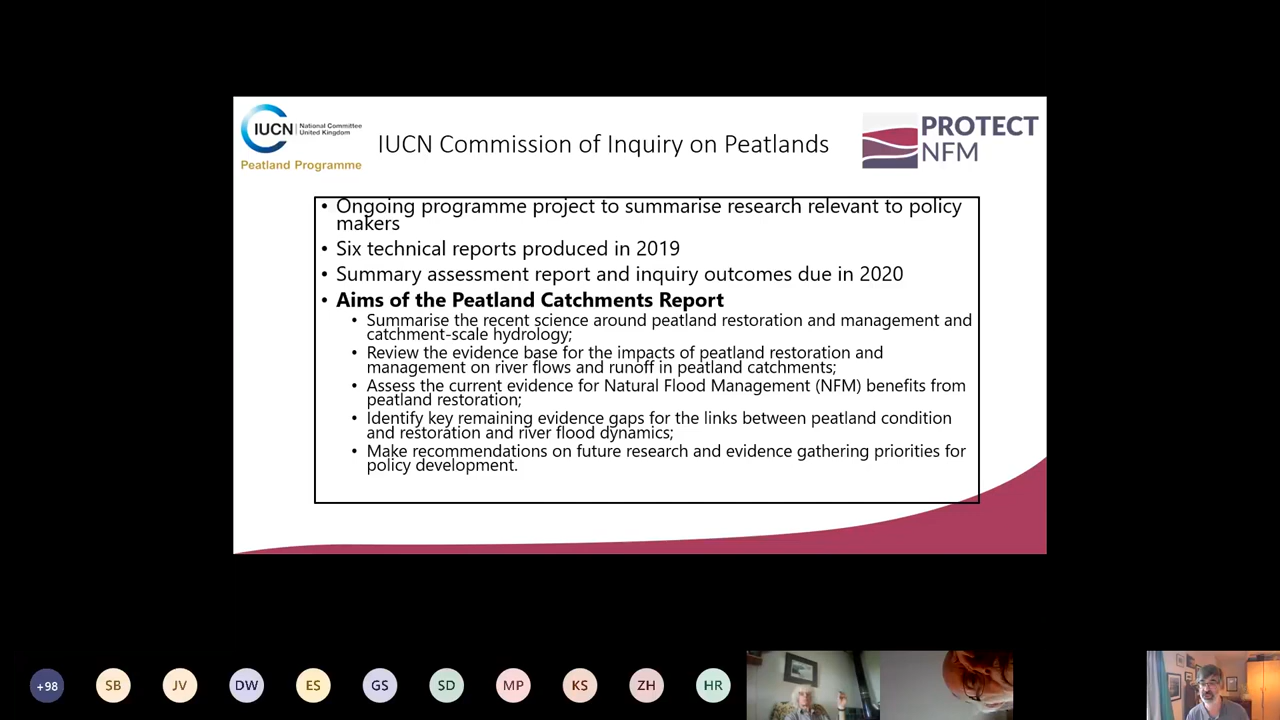 IUCN
National Committee
United Kingdom
Peatland Programme
IUCN Commission of Inquiry on Peatlands
PROTECT
NFM
• Ongoing programme project to summarise research relevant to policy
makers
• Six technical reports produced in 2019
• Summary assessment report and inquiry outcomes due in 2020
• Aims of the Peatland Catchments Report
• Summarise the recent science around peatland restoration and management and
catchment-scale hydrology;
• Review the evidence base for the impacts of peatland restoration and
management on river flows and runoff in peatland catchments;
• Assess the current evidence for Natural Flood Management (NFM) benefits from
peatland restoration;
• Identify key remaining evidence gaps for the links between peatland condition
and restoration and river flood dynamics;
• Make recommendations on future research and evidence gathering priorities for
policy development.
+98 SB JV DW ES GS SD MP KS ZH HR